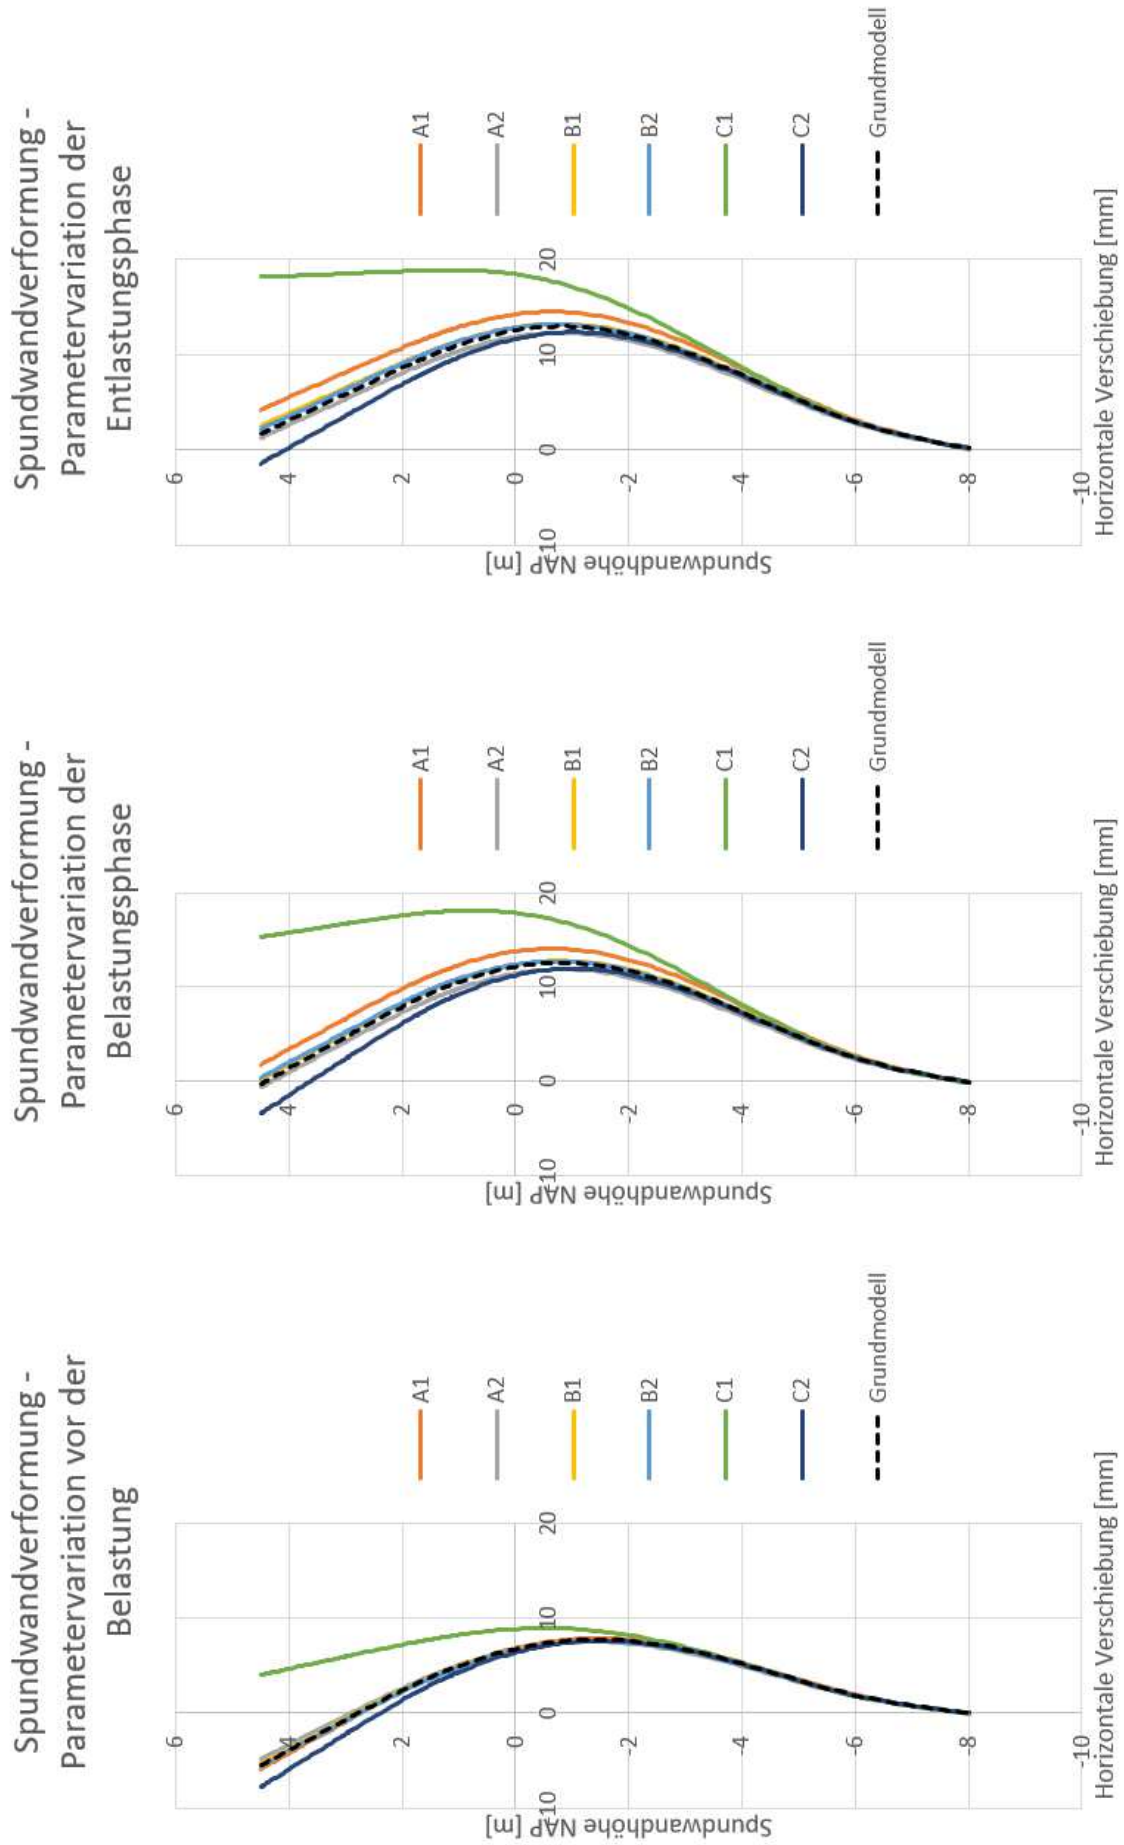 Spundwandverformung -
Parametervariation vor der
Belastung
Spundwandhöhe NAP [m]
6
4
2
0
-2
-4
-6
-8
-10
-10
0
10
20
Horizontale Verschiebung [mm]
A1
A2
B1
B2
C1
C2
Grundmodell
Spundwandverformung -
Parametervariation der
Belastungsphase
Spundwandhöhe NAP [m]
6
4
2
0
-2
-4
-6
-8
-10
-10
0
10
20
Horizontale Verschiebung [mm]
A1
A2
B1
B2
C1
C2
Grundmodell
Spundwandverformung -
Parametervariation der
Entlastungsphase
Spundwandhöhe NAP [m]
6
4
2
0
-2
-4
-6
-8
-10
-10
0
10
20
Horizontale Verschiebung [mm]
A1
A2
B1
B2
C1
C2
Grundmodell